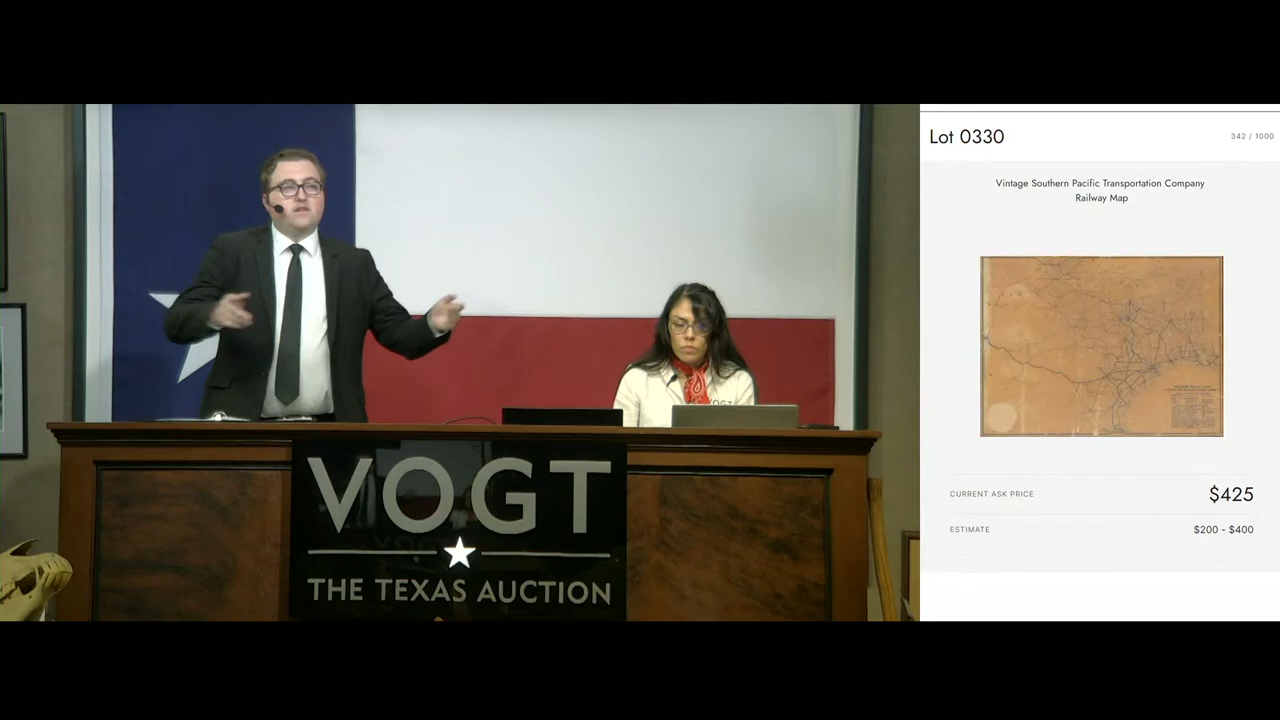 Lot 0330
342 / 1000
Vintage Southern Pacific Transportation Company
Railway Map
CURRENT ASK PRICE
$425
ESTIMATE
$200 - $400
VOGT
VOGT
THE TEXAS AUCTION